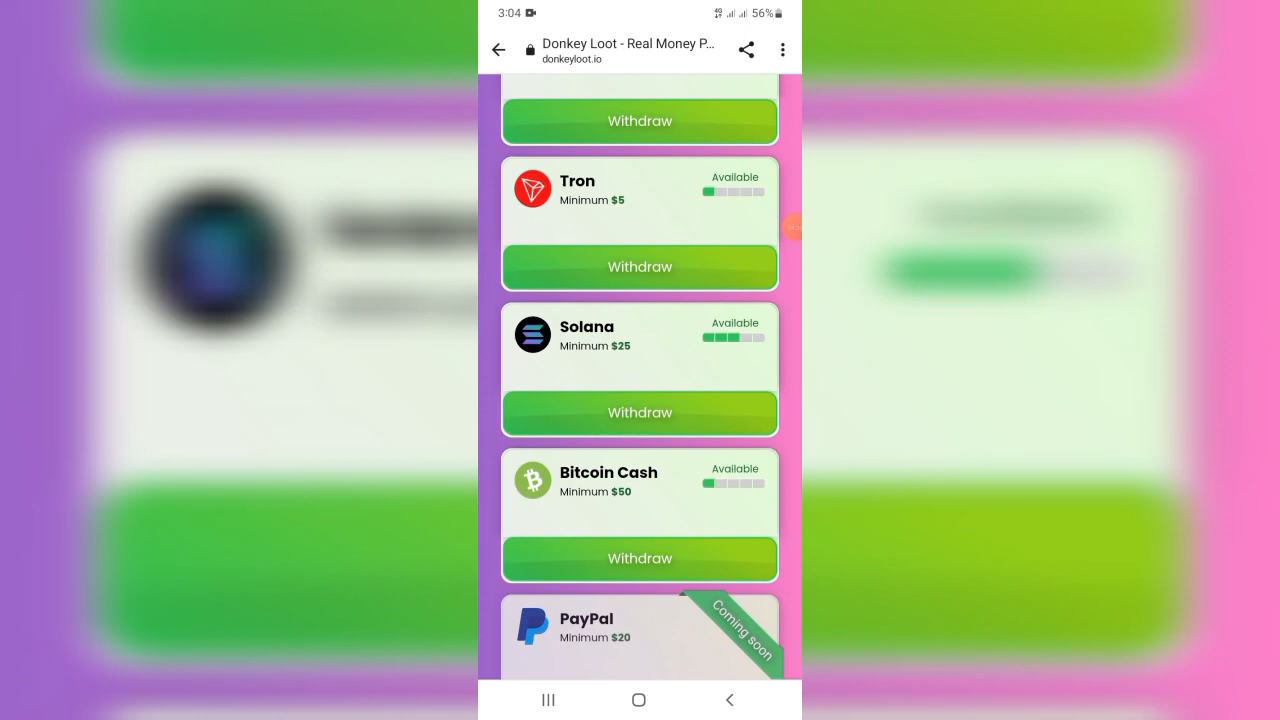 3:04
4G
56%
Donkey Loot - Real Money P...
donkeyloot.io
Withdraw
Tron
Available
Minimum $5
Withdraw
Solana
Available
Minimum $25
Withdraw
Bitcoin Cash
Available
Minimum $50
Withdraw
PayPal
Minimum $20
Coming soon